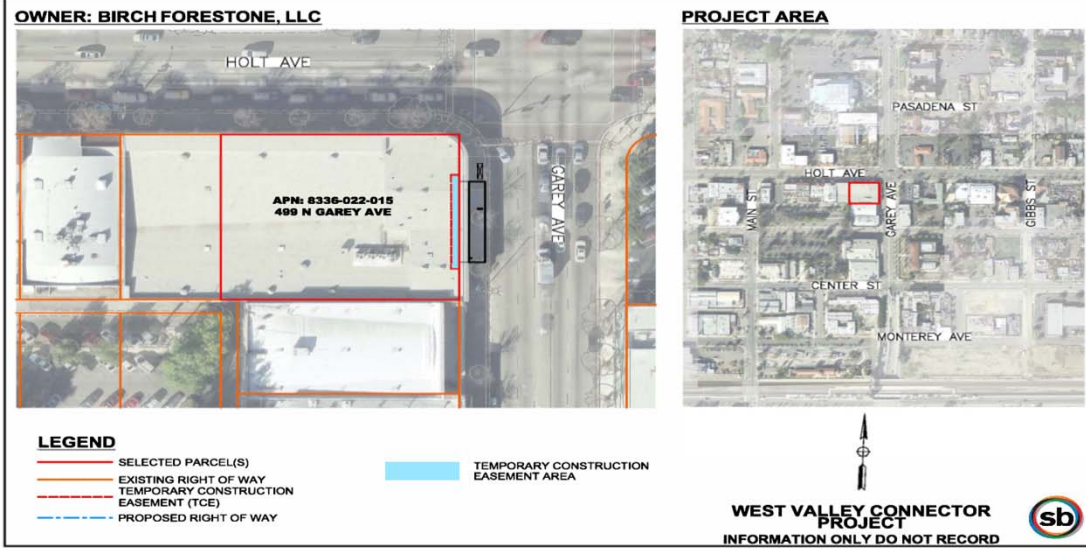 OWNER: BIRCH FORESTONE, LLC
HOLT AVE
APN: 8336-022-015
499 N GAREY AVE
GAREY AVE
PROJECT AREA
PASADENA ST
HOLT AVE
MAIN ST
GAREY AVE
GIBBS ST
CENTER ST
MONTEREY AVE
LEGEND
SELECTED PARCEL(S)
EXISTING RIGHT OF WAY
TEMPORARY CONSTRUCTION
EASEMENT (TCE)
PROPOSED RIGHT OF WAY
TEMPORARY CONSTRUCTION
EASEMENT AREA
WEST VALLEY CONNECTOR
PROJECT
INFORMATION ONLY DO NOT RECORD
sb